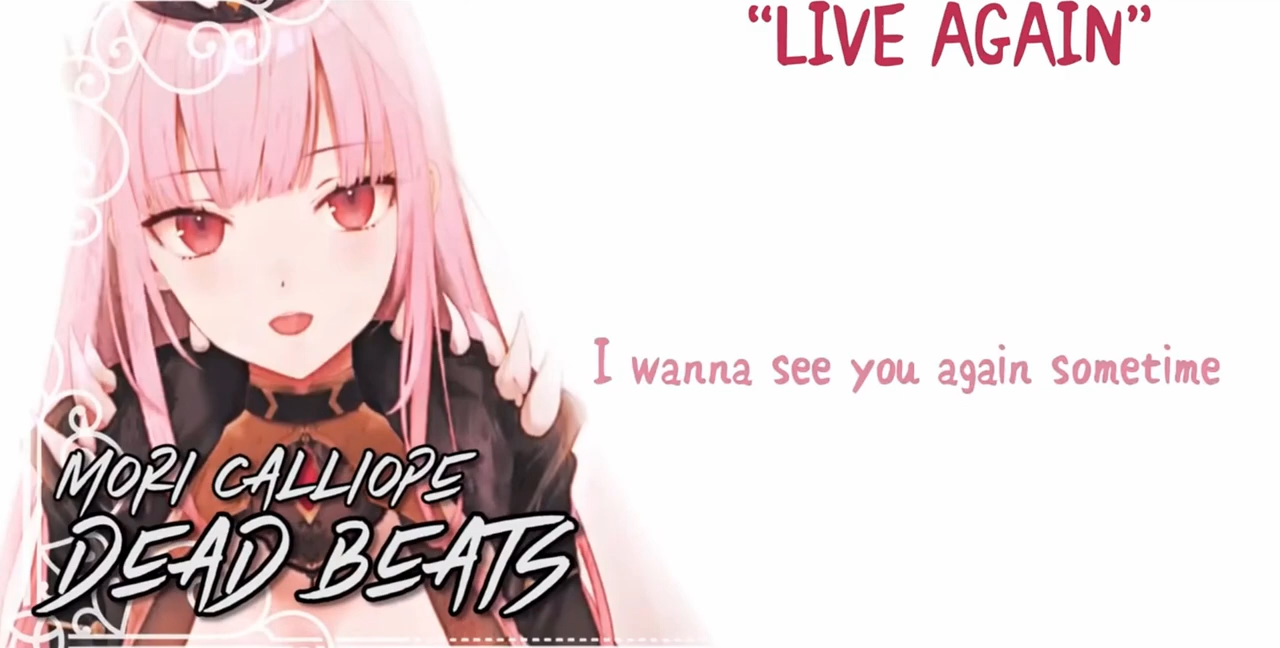 “LIVE AGAIN”
I wanna see you again sometime
MORI CALLIOPE
DEAD BEATS